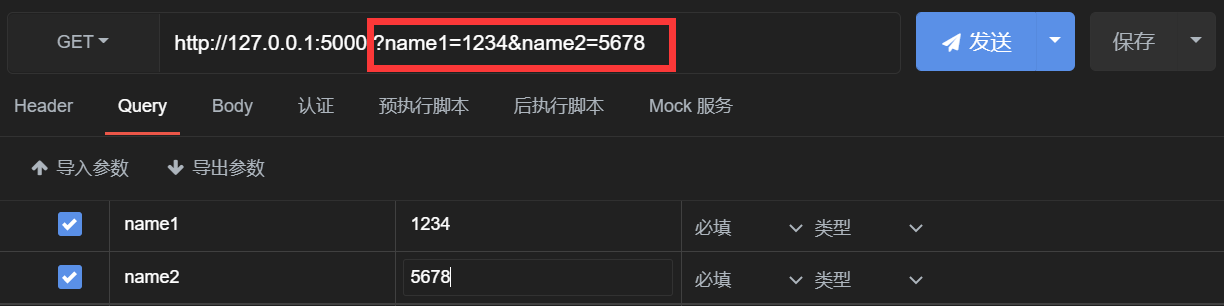 GET http://127.0.0.1:5000/?name1=1234&name2=5678 发送 保存
Header Query Body 认证 预执行脚本 后执行脚本 Mock 服务
导入参数 导出参数
name1 1234 必填 类型
name2 5678 必填 类型